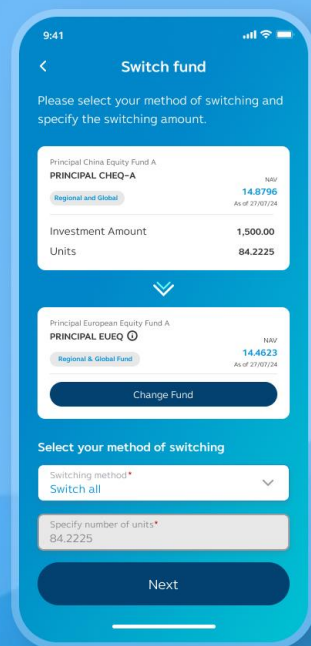 9:41
Switch fund
Please select your method of switching and
specify the switching amount.
Principal China Equity Fund A
PRINCIPAL CHEQ-A
NAV
Regional and Global
14.8796
As of 27/07/24
Investment Amount 1,500.00
Units 84.2225
Principal European Equity Fund A
PRINCIPAL EUEQ
NAV
Regional & Global Fund
14.4623
As of 27/07/24
Change Fund
Select your method of switching
Switching method*
Switch all
Specify number of units*
84.2225
Next